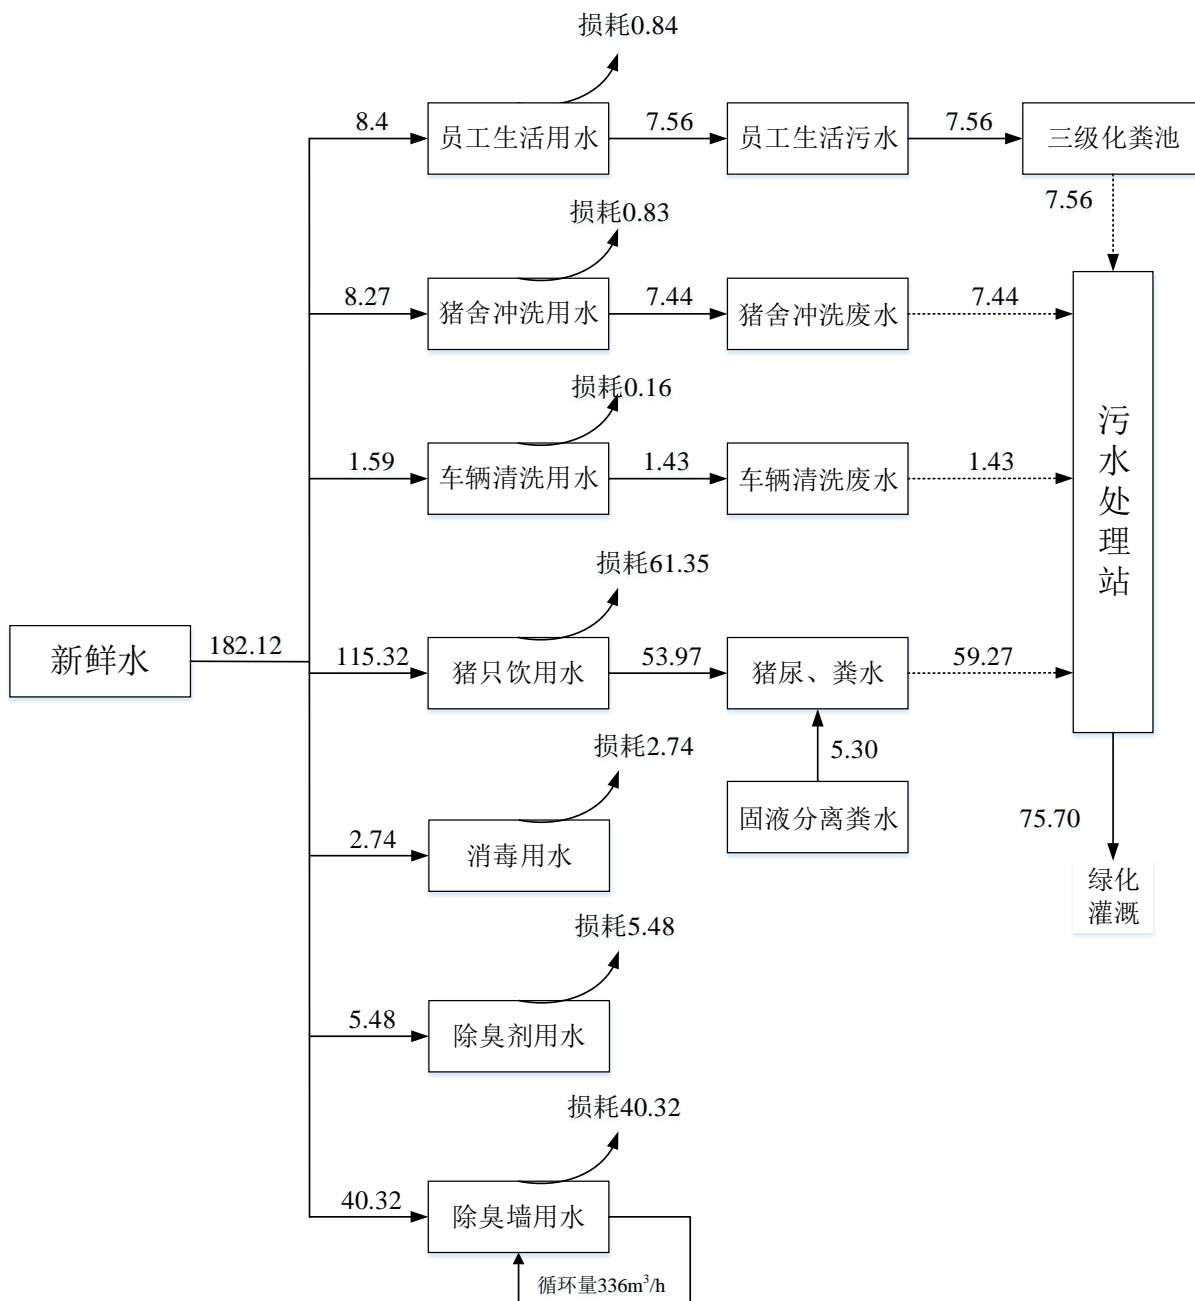 损耗0.84
8.4
员工生活用水
7.56
员工生活污水
7.56
三级化粪池
7.56
损耗0.83
8.27
猪舍冲洗用水
7.44
猪舍冲洗废水
7.44
损耗0.16
1.59
车辆清洗用水
1.43
车辆清洗废水
1.43
污水处理站
损耗61.35
新鲜水
182.12
115.32
猪只饮用水
53.97
猪尿、粪水
59.27
5.30
固液分离粪水
损耗2.74
2.74
消毒用水
75.70
绿化
灌溉
损耗5.48
5.48
除臭剂用水
损耗40.32
40.32
除臭墙用水
循环量336m³/h